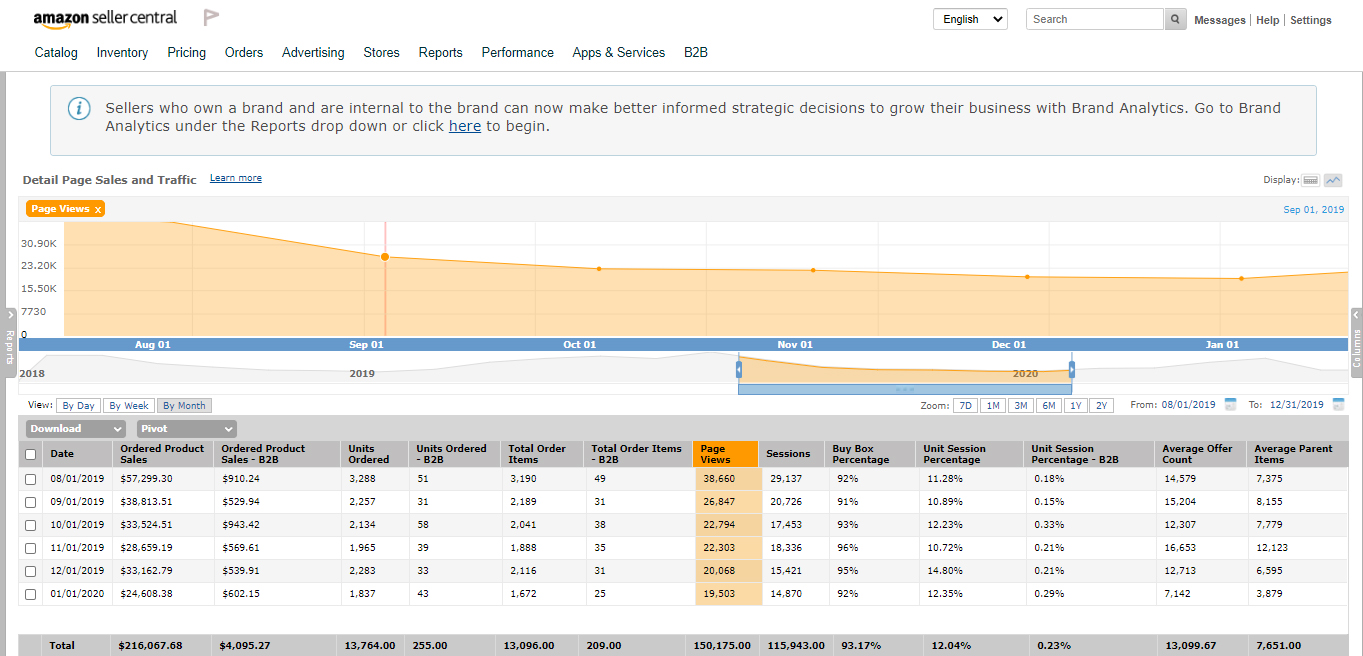 amazon seller central
English
Search
Messages | Help | Settings
Catalog Inventory Pricing Orders Advertising Stores Reports Performance Apps & Services B2B
Sellers who own a brand and are internal to the brand can now make better informed strategic decisions to grow their business with Brand Analytics. Go to Brand
Analytics under the Reports drop down or click here to begin.
Detail Page Sales and Traffic Learn more
Display:
Page Views x
Sep 01, 2019
30.90K
23.20K
15.50K
7730
0
Reports
Columns
Aug 01 Sep 01 Oct 01 Nov 01 Dec 01 Jan 01
2018 2019 2020
View: By Day By Week By Month
Zoom: 7D 1M 3M 6M 1Y 2Y From: 08/01/2019 To: 12/31/2019
Download Pivot
Date Ordered Product Sales Ordered Product Sales - B2B Units Ordered Units Ordered - B2B Total Order Items Total Order Items - B2B Page Views Sessions Buy Box Percentage Unit Session Percentage Unit Session Percentage - B2B Average Offer Count Average Parent Items
08/01/2019 $57,299.30 $910.24 3,288 51 3,190 49 38,660 29,137 92% 11.28% 0.18% 14,579 7,375
09/01/2019 $38,813.51 $529.94 2,257 31 2,189 31 26,847 20,726 91% 10.89% 0.15% 15,204 8,155
10/01/2019 $33,524.51 $943.42 2,134 58 2,041 38 22,794 17,453 93% 12.23% 0.33% 12,307 7,779
11/01/2019 $28,659.19 $569.61 1,965 39 1,888 35 22,303 18,336 96% 10.72% 0.21% 16,653 12,123
12/01/2019 $33,162.79 $539.91 2,283 33 2,116 31 20,068 15,421 95% 14.80% 0.21% 12,713 6,595
01/01/2020 $24,608.38 $602.15 1,837 43 1,672 25 19,503 14,870 92% 12.35% 0.29% 7,142 3,879
Total $216,067.68 $4,095.27 13,764.00 255.00 13,096.00 209.00 150,175.00 115,943.00 93.17% 12.04% 0.23% 13,099.67 7,651.00